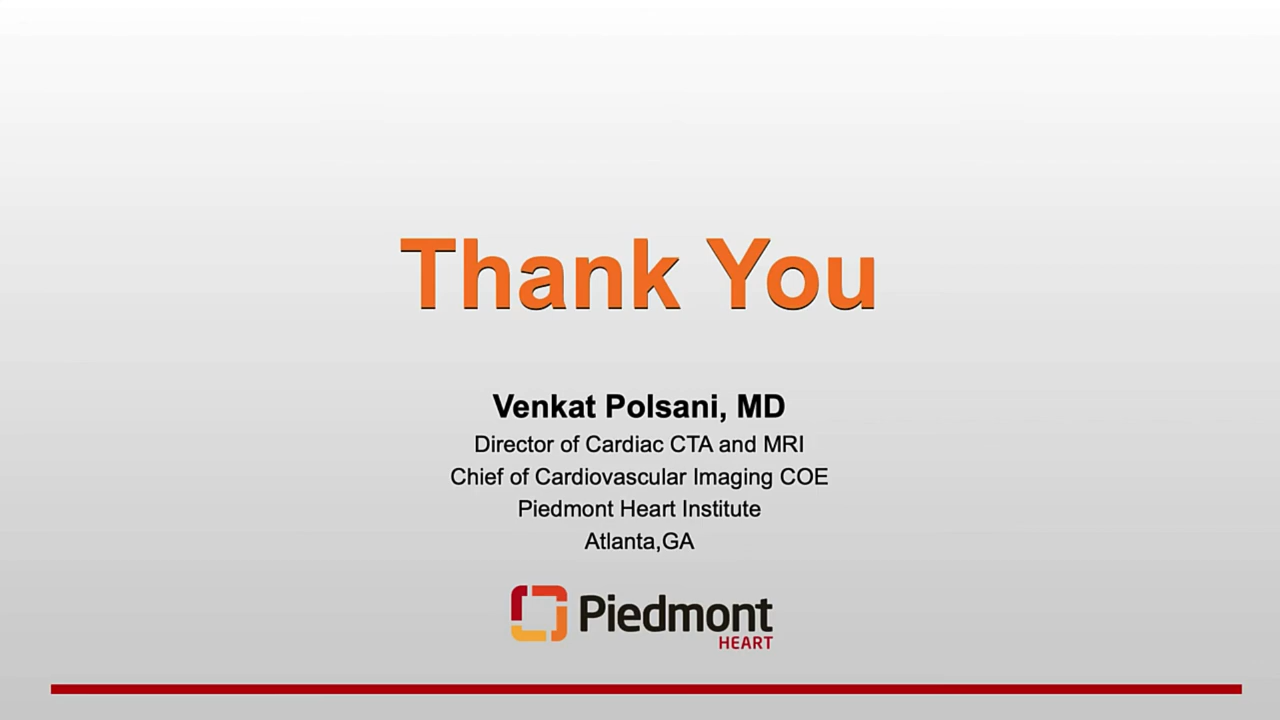 Thank You
Venkat Polsani, MD
Director of Cardiac CTA and MRI
Chief of Cardiovascular Imaging COE
Piedmont Heart Institute
Atlanta,GA
Piedmont
HEART